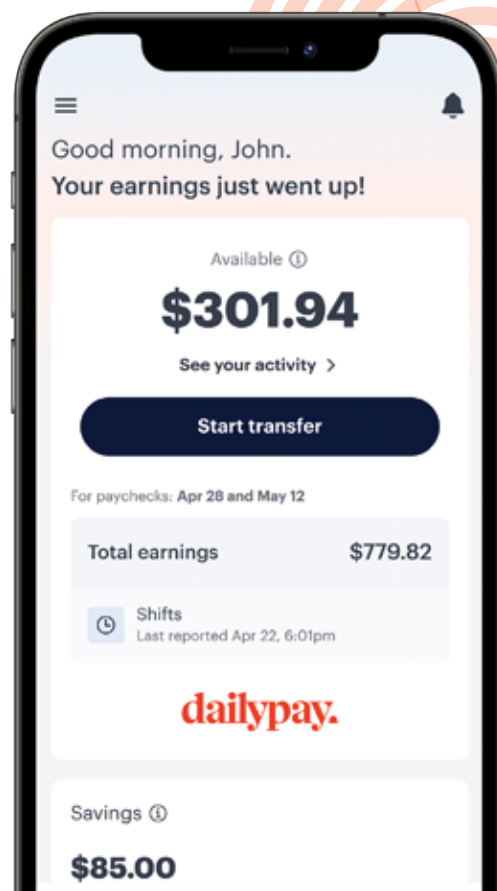 Good morning, John.
Your earnings just went up!
Available
$301.94
See your activity >
Start transfer
For paychecks: Apr 28 and May 12
Total earnings $779.82
Shifts
Last reported Apr 22, 6:01pm
dailypay.
Savings
$85.00